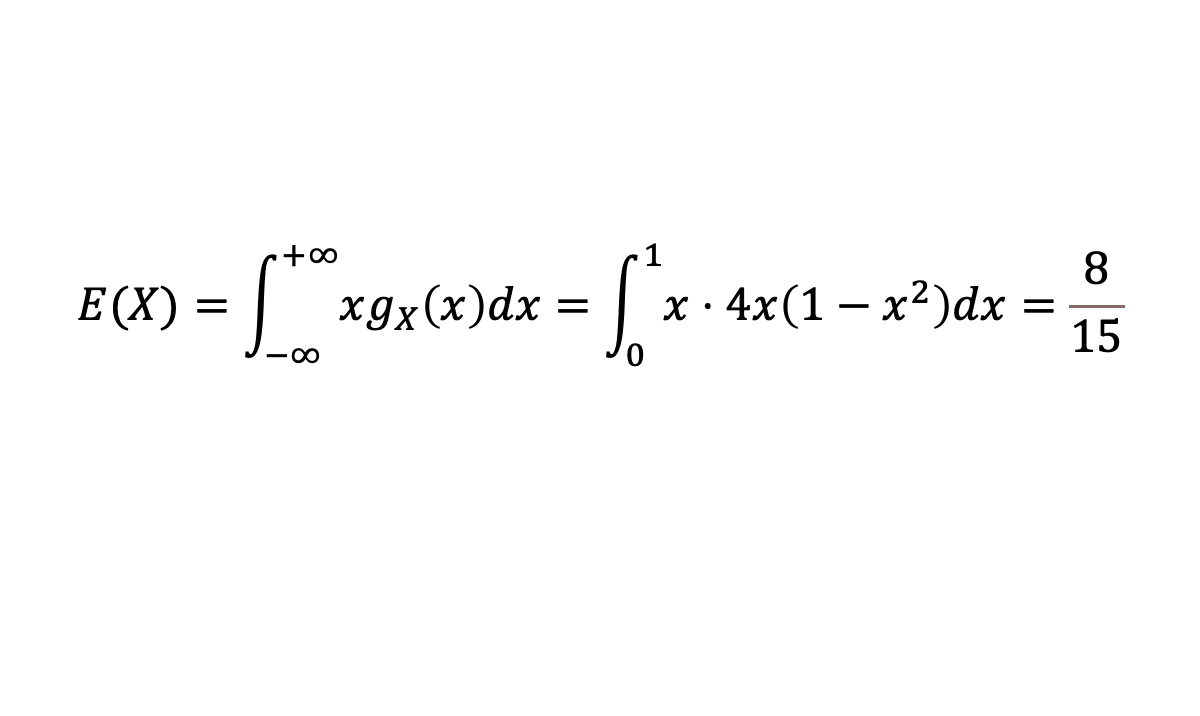 E(X) = ∫_{−∞}^{+∞} xg_X(x)dx = ∫_0^1 x · 4x(1 − x²)dx = 8/15